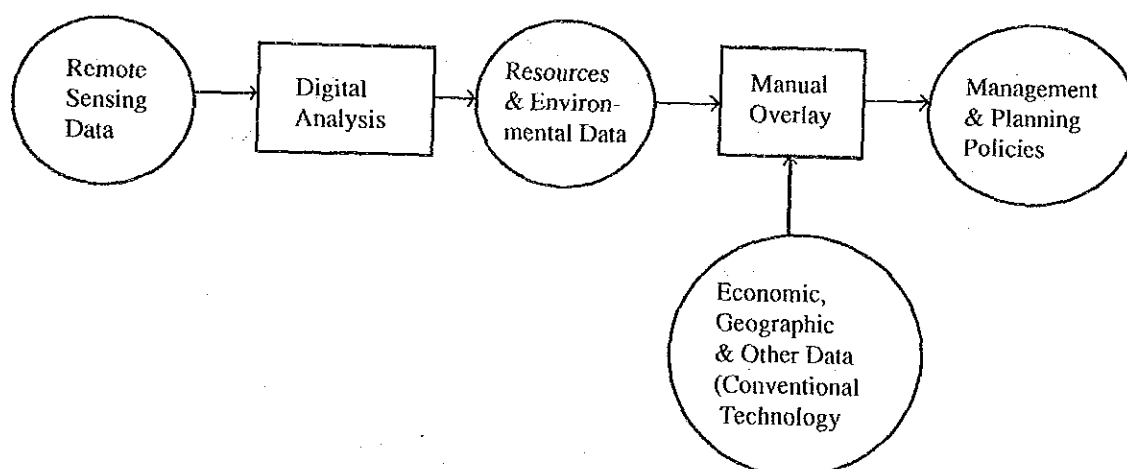 Remote
Sensing
Data
Digital
Analysis
Resources
& Environ-
mental Data
Manual
Overlay
Management
& Planning
Policies
Economic,
Geographic
& Other Data
(Conventional
Technology